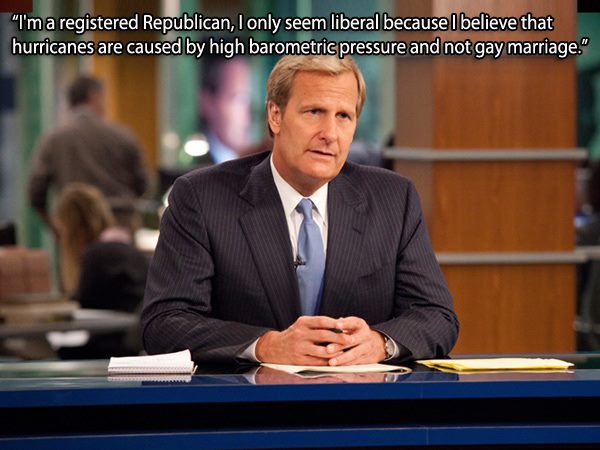 "I'm a registered Republican, I only seem liberal because I believe that
hurricanes are caused by high barometric pressure and not gay marriage."